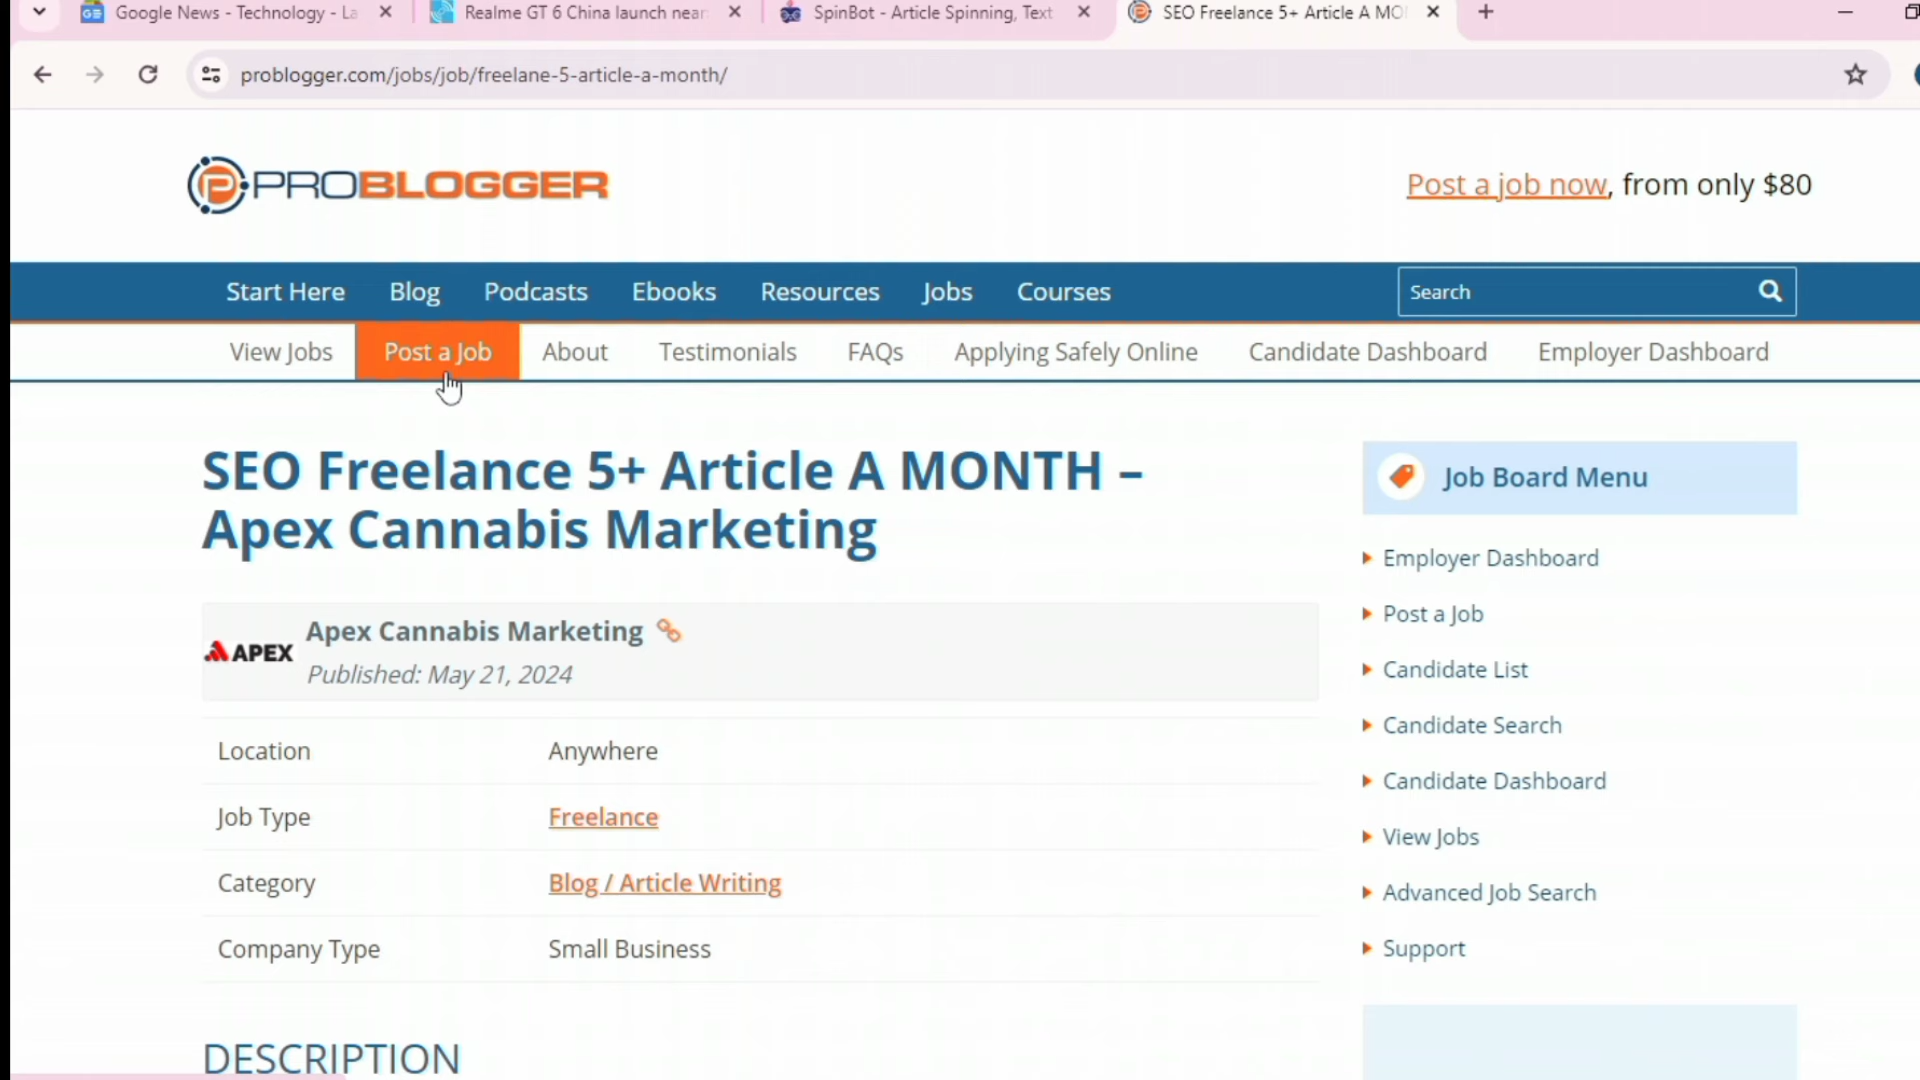 Google News - Technology - La
Realme GT 6 China launch near
SpinBot - Article Spinning, Text
SEO Freelance 5+ Article A MO
problogger.com/jobs/job/freelane-5-article-a-month/
PROBLOGGER
Post a job now, from only $80
Start Here Blog Podcasts Ebooks Resources Jobs Courses Search
View Jobs Post a Job About Testimonials FAQs Applying Safely Online Candidate Dashboard Employer Dashboard
SEO Freelance 5+ Article A MONTH –
Apex Cannabis Marketing
APEX
Apex Cannabis Marketing
Published: May 21, 2024
Location Anywhere
Job Type Freelance
Category Blog / Article Writing
Company Type Small Business
DESCRIPTION
Job Board Menu
Employer Dashboard
Post a Job
Candidate List
Candidate Search
Candidate Dashboard
View Jobs
Advanced Job Search
Support